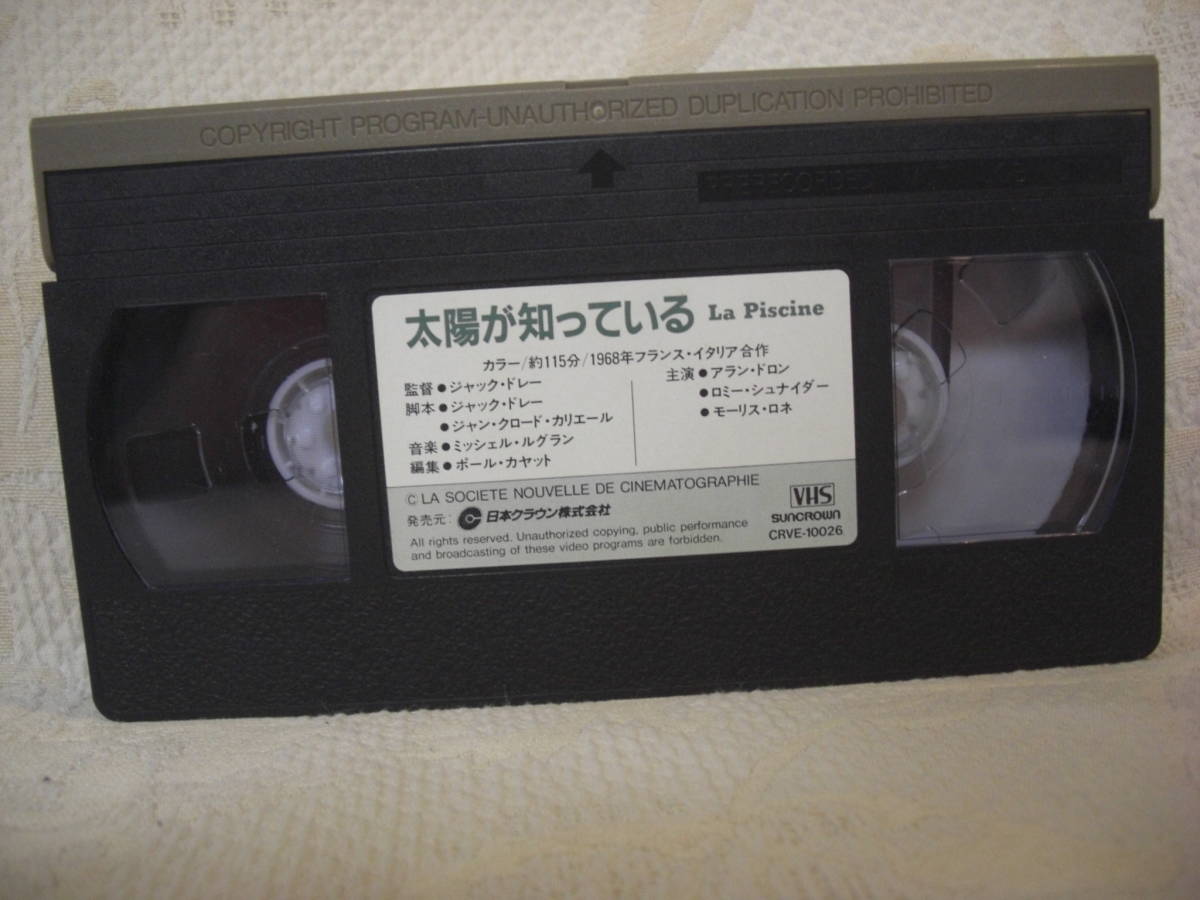 COPYRIGHT PROGRAM-UNAUTHORIZED DUPLICATION PROHIBITED
PRERECORDED
太陽が知っている La Piscine
カラー/約115分/1968年フランス・イタリア合作
監督●ジャック・ドレー
脚本●ジャック・ドレー
●ジャン・クロード・カリエール
音楽●ミッシェル・ルグラン
編集●ポール・カヤット
主演●アラン・ドロン
●ロミー・シュナイダー
●モーリス・ロネ
© LA SOCIETE NOUVELLE DE CINEMATOGRAPHIE
発売元: 日本クラウン株式会社
All rights reserved. Unauthorized copying, public performance
and broadcasting of these video programs are forbidden.
VHS
SUNCROWN
CRVE-10026